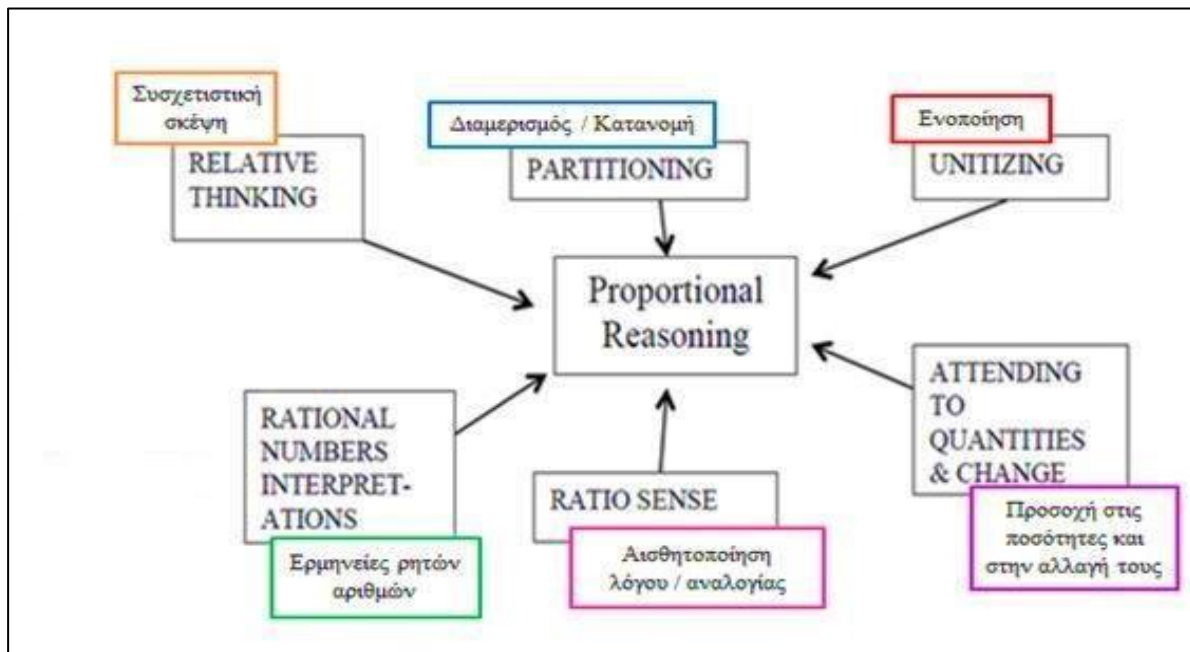 Συσχετιστική
σκέψη
RELATIVE
THINKING
Διαμερισμός / Κατανομή
PARTITIONING
Ενοποίηση
UNITIZING
Proportional
Reasoning
RATIONAL
NUMBERS
INTERPRET-
ATIONS
Ερμηνείες ρητών
αριθμών
RATIO SENSE
Αισθητοποίηση
λόγου / αναλογίας
ATTENDING
TO
QUANTITIES
& CHANGE
Προσοχή στις
ποσότητες και
στην αλλαγή τους